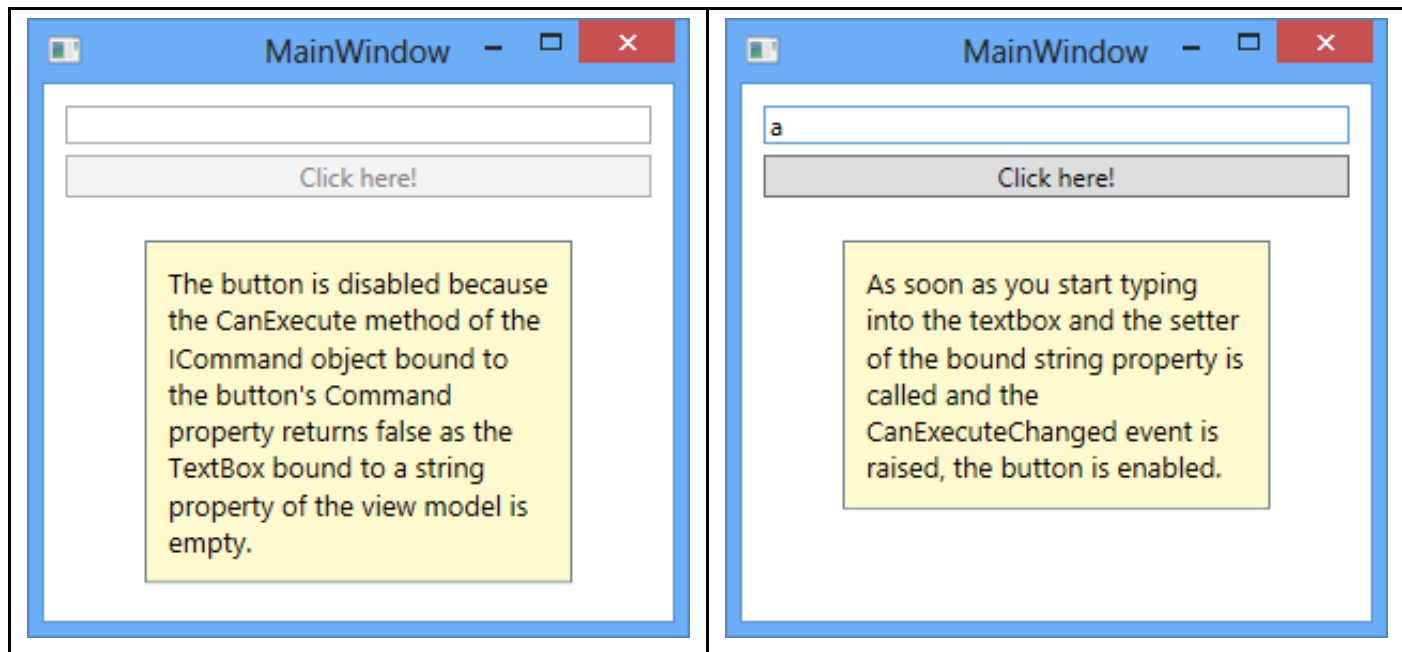 MainWindow
Click here!
The button is disabled because
the CanExecute method of the
ICommand object bound to
the button's Command
property returns false as the
TextBox bound to a string
property of the view model is
empty.
MainWindow
a
Click here!
As soon as you start typing
into the textbox and the setter
of the bound string property is
called and the
CanExecuteChanged event is
raised, the button is enabled.